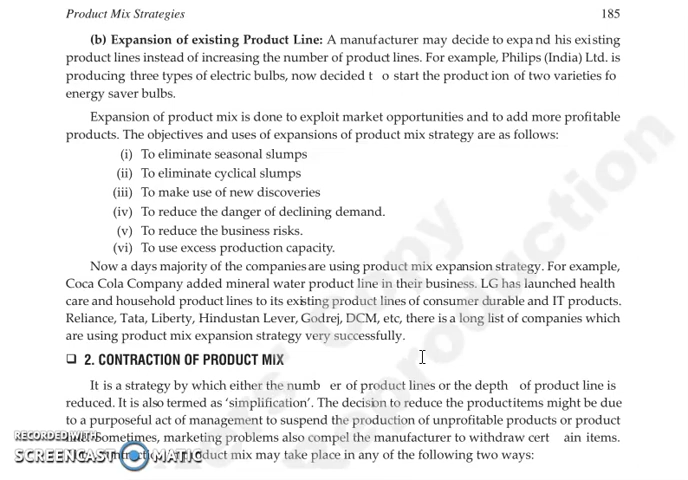 Product Mix Strategies 185
(b) Expansion of existing Product Line: A manufacturer may decide to expa nd his existing
product lines instead of increasing the number of product lines. For example, Philips (India) Ltd. is
producing three types of electric bulbs, now decided t o start the product ion of two varieties fo
energy saver bulbs.
Expansion of product mix is done to exploit market opportunities and to add more profitable
products. The objectives and uses of expansions of product mix strategy are as follows:
(i) To eliminate seasonal slumps
(ii) To eliminate cyclical slumps
(iii) To make use of new discoveries
(iv) To reduce the danger of declining demand.
(v) To reduce the business risks.
(vi) To use excess production capacity.
Now a days majority of the companies are using product mix expansion strategy. For example,
Coca Cola Company added mineral water product line in their business. LG has launched health
care and household product lines to its existing product lines of consumer durable and IT products.
Reliance, Tata, Liberty, Hindustan Lever, Godrej, DCM, etc, there is a long list of companies which
are using product mix expansion strategy very successfully.
❑ 2. CONTRACTION OF PRODUCT MIX
It is a strategy by which either the numb er of product lines or the depth of product line is
reduced. It is also termed as 'simplification'. The decision to reduce the product items might be due
to a purposeful act of management to suspend the production of unprofitable products or product
Sometimes, marketing problems also compel the manufacturer to withdraw cert ain items.
product mix may take place in any of the following two ways:
RECORDED WITH
SCREENCAST MATIC
Copy
reproduction